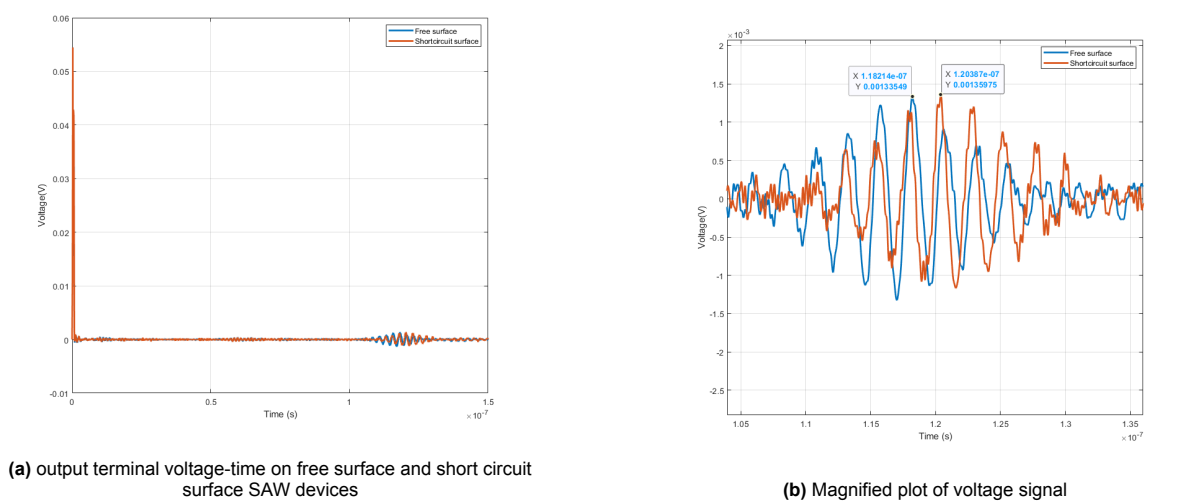 0.06
0.05
0.04
0.03
0.02
0.01
0
-0.01
Voltage(V)
Free surface
Shortcircuit surface
0 0.5 1 1.5
Time (s)
×10⁻⁷
(a) output terminal voltage-time on free surface and short circuit
surface SAW devices
×10⁻³
2
1.5
1
0.5
0
-0.5
-1
-1.5
-2
-2.5
Voltage(V)
X 1.18214e-07
Y 0.00133549
X 1.20387e-07
Y 0.00135975
Free surface
Shortcircuit surface
1.05 1.1 1.15 1.2 1.25 1.3 1.35
Time (s)
×10⁻⁷
(b) Magnified plot of voltage signal